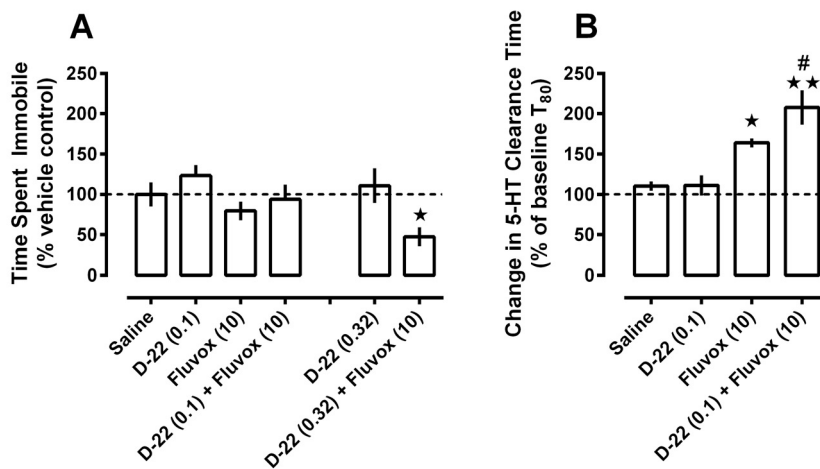 A
Time Spent Immobile
(% vehicle control)
250
200
150
100
50
0
★
Saline
D-22 (0.1)
Fluvox (10)
D-22 (0.1) + Fluvox (10)
D-22 (0.32)
D-22 (0.32) + Fluvox (10)
B
Change in 5-HT Clearance Time
(% of baseline T80)
250
200
150
100
50
0
★
#
★★
Saline
D-22 (0.1)
Fluvox (10)
D-22 (0.1) + Fluvox (10)